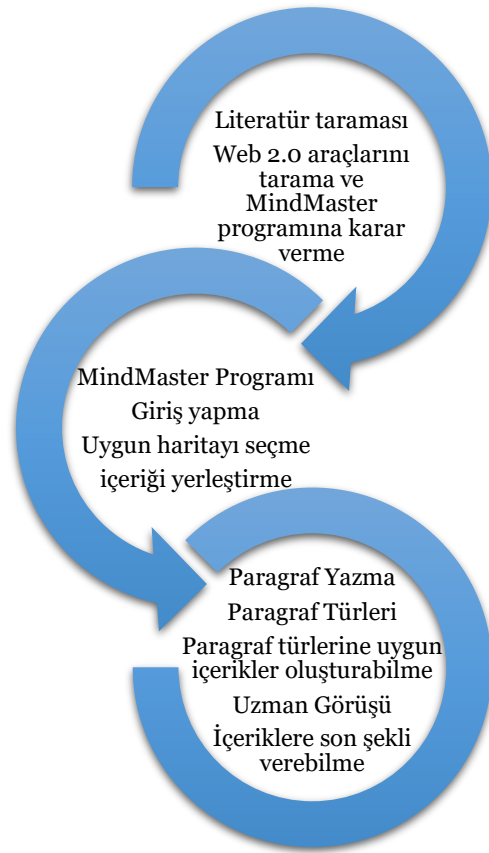 Literatür taraması
Web 2.0 araçlarını
tarama ve
MindMaster
programına karar
verme
MindMaster Programı
Giriş yapma
Uygun haritayı seçme
içeriği yerleştirme
Paragraf Yazma
Paragraf Türleri
Paragraf türlerine uygun
içerikler oluşturabilme
Uzman Görüşü
İçeriklere son şekli
verebilme